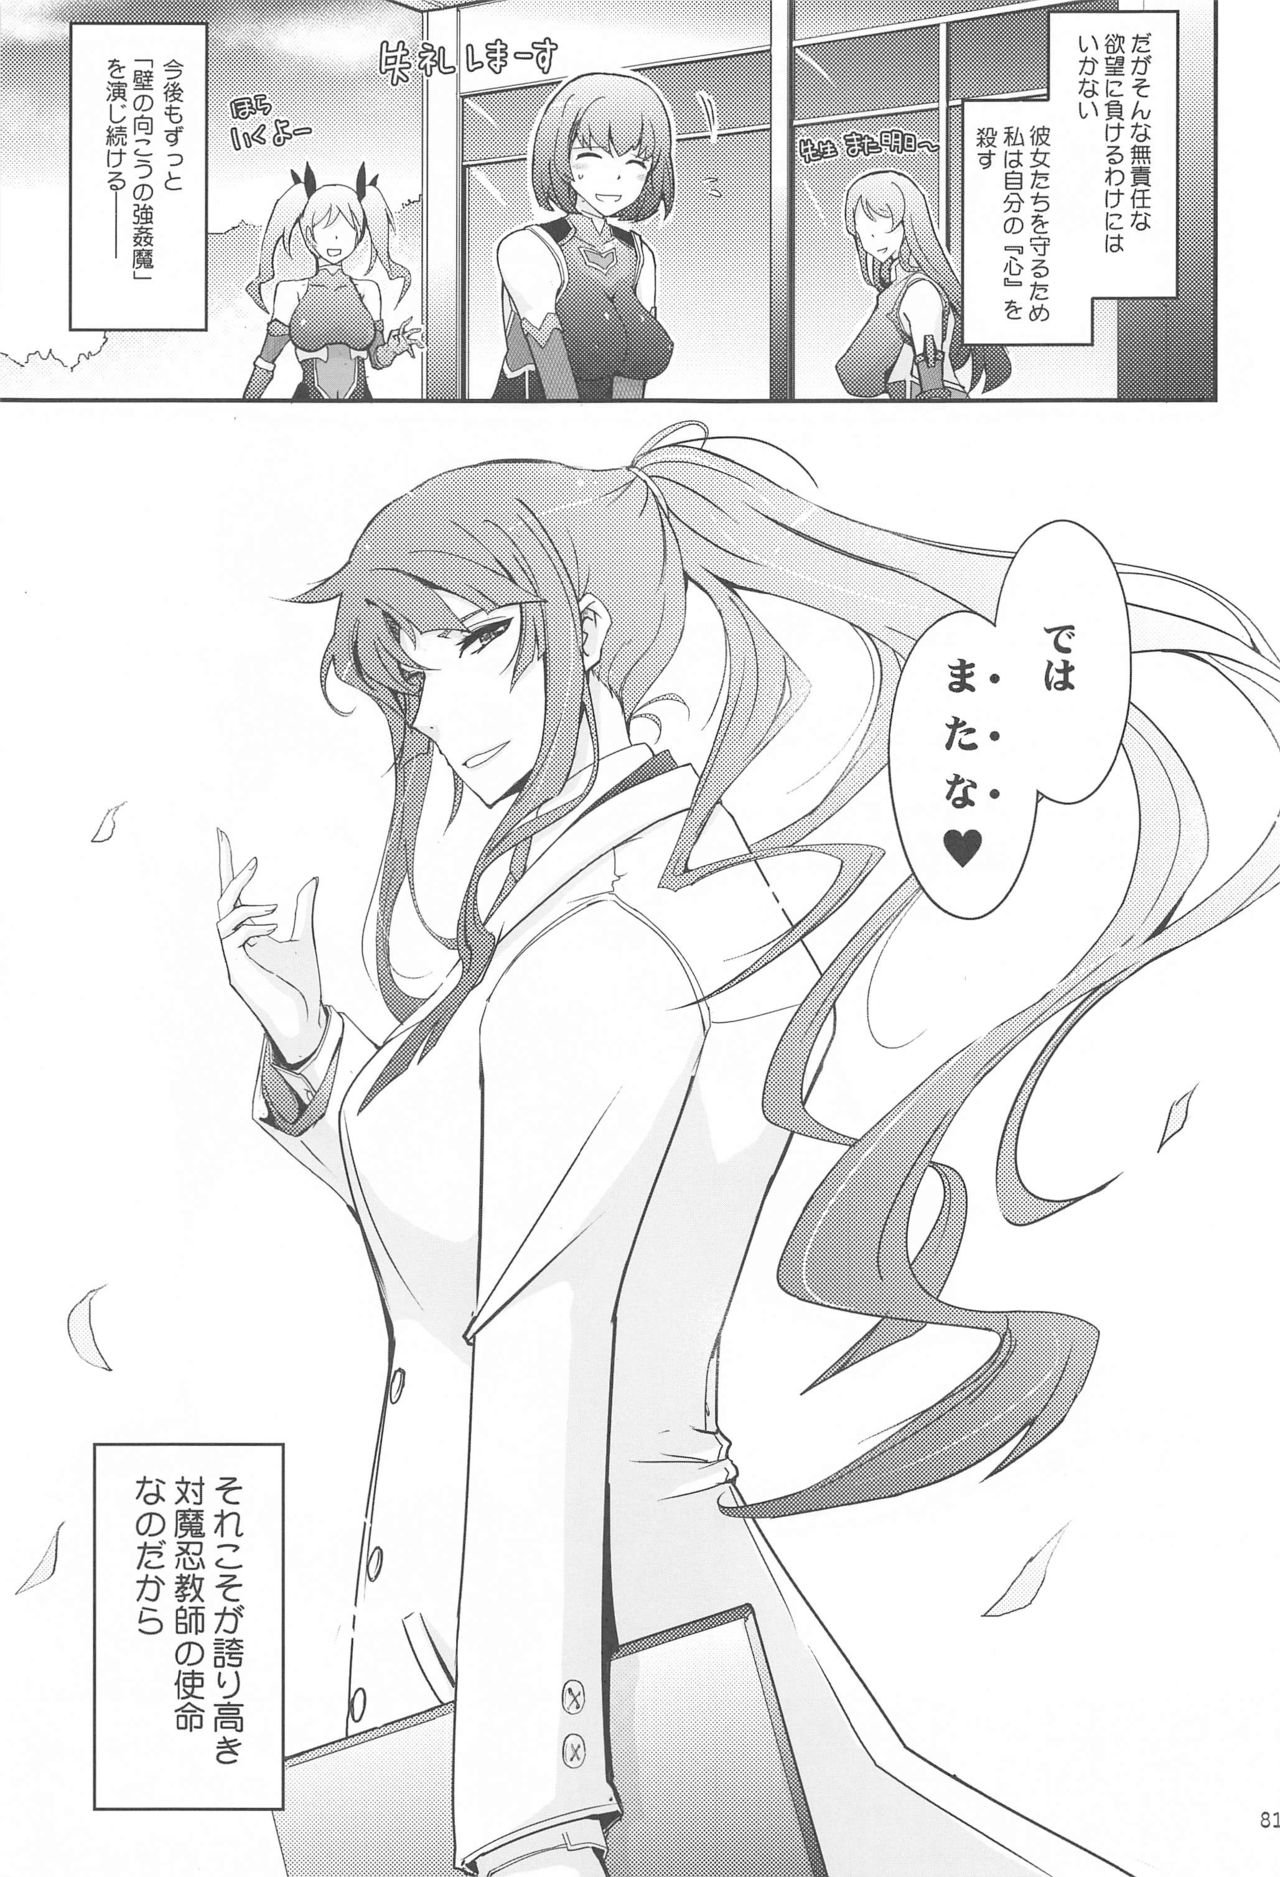 だがそんな無責任な
欲望に負けるわけには
いかない
彼女たちを守るため
私は自分の『心』を
殺す
先生 また明日〜
失礼しまーす
ほら
いくよー
今後もずっと
「壁の向こうの強姦魔」
を演じ続ける――
では
またな♥
それこそが誇り高き
対魔忍教師の使命
なのだから
81